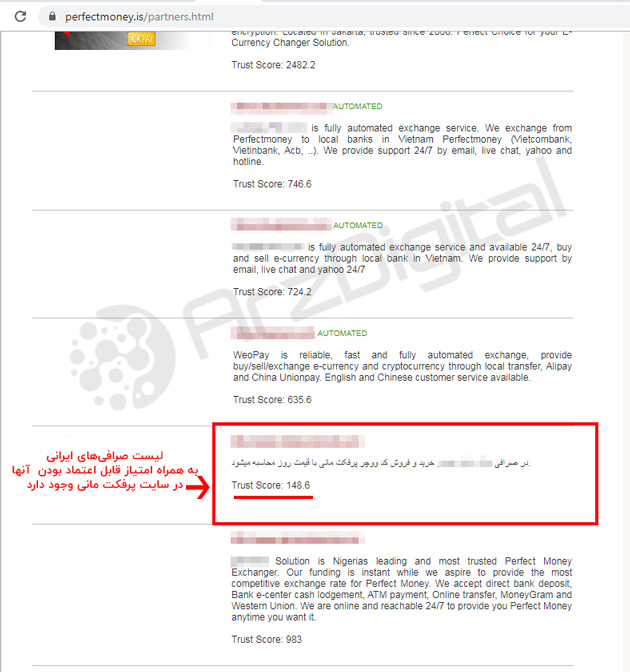 perfectmoney.is/partners.html
encryption. Located in Jakarta, trusted since 2006. Perfect Choice for your E-
Currency Changer Solution.
OKPAY
Trust Score: 2482.2
AUTOMATED
is fully automated exchange service. We exchange from
Perfectmoney to local banks in Vietnam Perfectmoney (Vietcombank,
Vietinbank, Acb, ..). We provide support 24/7 by email, live chat, yahoo and
hotline.
Trust Score: 746.6
AUTOMATED
is fully automated exchange service and available 24/7, buy
and sell e-currency through local bank in Vietnam. We provide support by
email, live chat and yahoo 24/7
Trust Score: 724.2
ArzDigital
AUTOMATED
WeoPay is reliable, fast and fully automated exchange, provide
buy/sell/exchange e-currency and cryptocurrency through local transfer, Alipay
and China Unionpay. English and Chinese customer service available.
Trust Score: 635.6
لیست صرافی‌های ایرانی
به همراه امتیاز قابل اعتماد بودن آنها
در سایت پرفکت مانی وجود دارد
در صرافی خرید و فروش کد ووچر پرفکت مانی با قیمت روز محاسبه میشود.
Trust Score: 148.6
Solution is Nigerias leading and most trusted Perfect Money
Exchanger. Our funding is instant while we aspire to provide the most
competitive exchange rate for Perfect Money. We accept direct bank deposit,
Bank e-center cash lodgement, ATM payment, Online transfer, MoneyGram and
Western Union. We are online and reachable 24/7 to provide you Perfect Money
anytime you want it.
Trust Score: 983